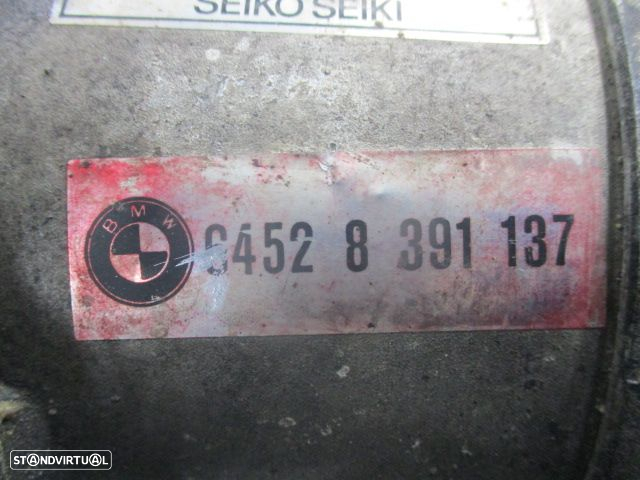 SEIKO SEIKI
BMW
6452 8 391 137
STANDVIRTUAL